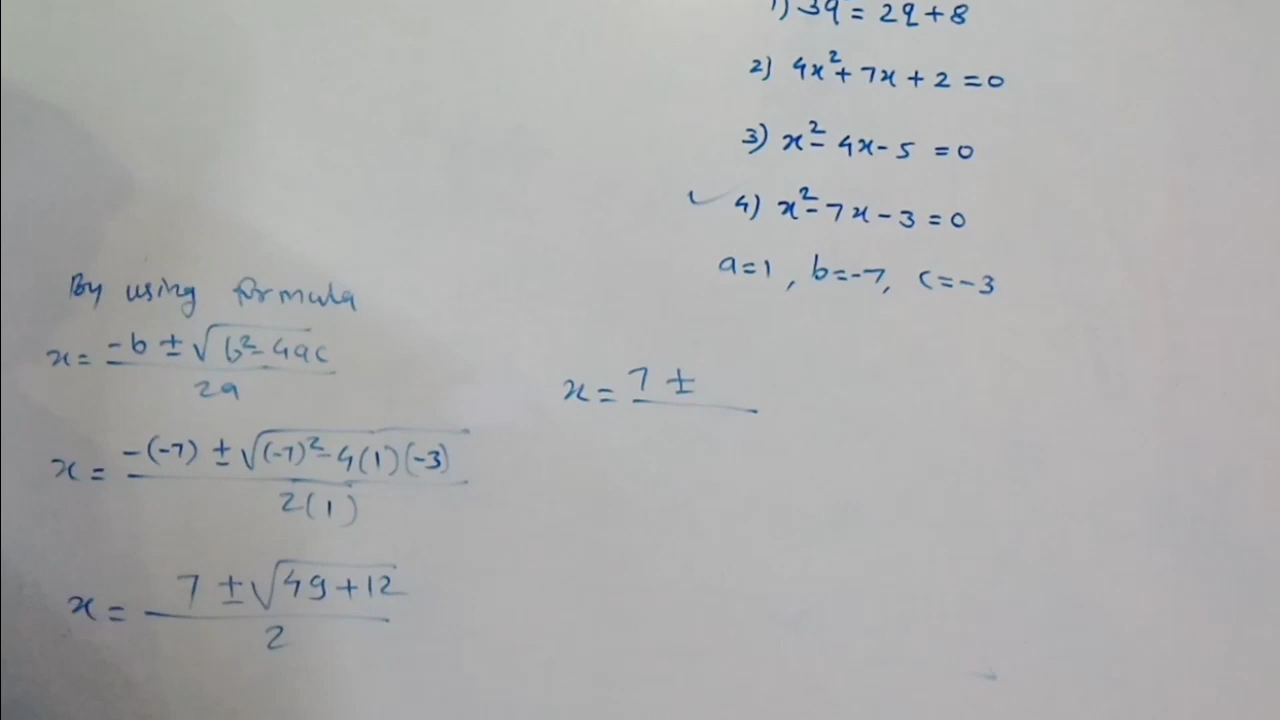 1) 3q = 2q + 8
2) 4x² + 7x + 2 = 0
3) x² - 4x - 5 = 0
4) x² - 7x - 3 = 0
a = 1, b = -7, c = -3
By using formula
x = -b ± √b² - 4ac / 2a
x = -(-7) ± √(-7)² - 4(1)(-3) / 2(1)
x = 7 ± √49 + 12 / 2
x = 7 ±